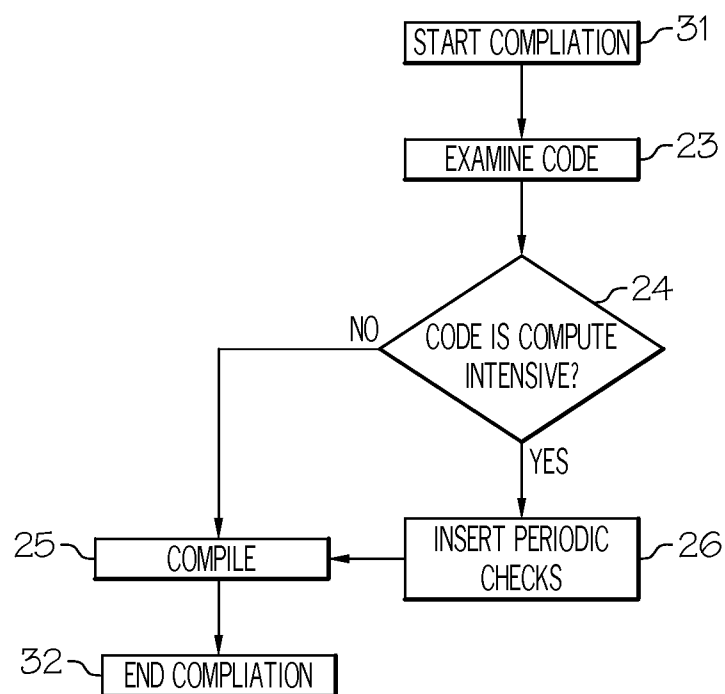 START COMPLIATION
31
EXAMINE CODE
23
24
CODE IS COMPUTE
INTENSIVE?
NO
YES
25
COMPILE
INSERT PERIODIC
CHECKS
26
32
END COMPLIATION